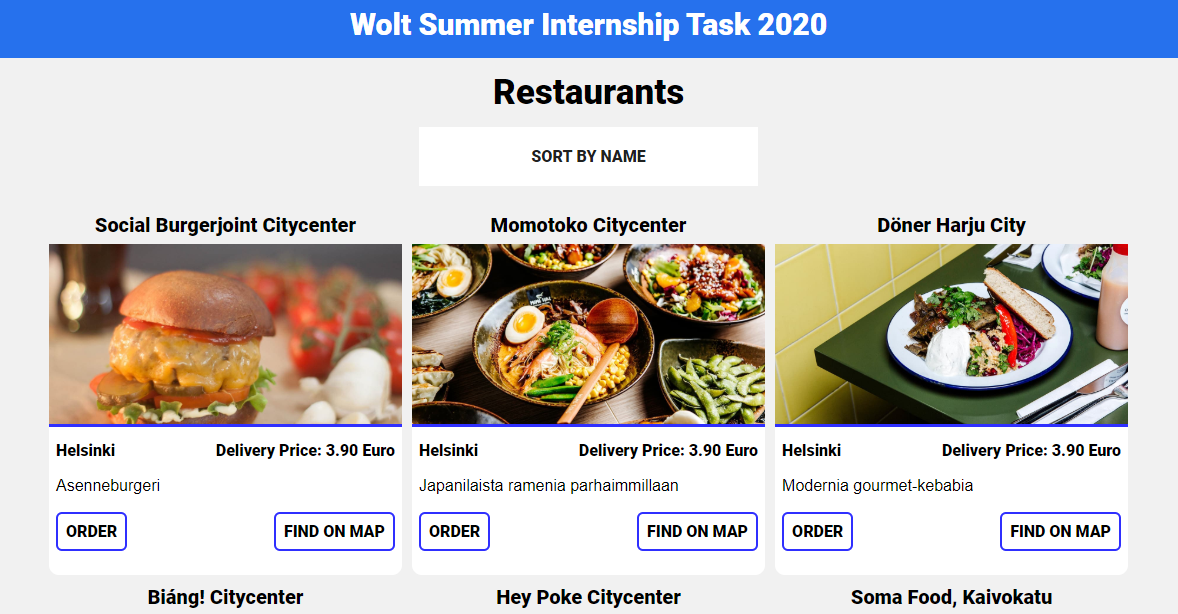 Wolt Summer Internship Task 2020
Restaurants
SORT BY NAME
Social Burgerjoint Citycenter
Momotoko Citycenter
Döner Harju City
Helsinki
Delivery Price: 3.90 Euro
Helsinki
Delivery Price: 3.90 Euro
Helsinki
Delivery Price: 3.90 Euro
Asenneburgeri
Japanilaista ramenia parhaimmillaan
Modernia gourmet-kebabia
ORDER
FIND ON MAP
ORDER
FIND ON MAP
ORDER
FIND ON MAP
Biáng! Citycenter
Hey Poke Citycenter
Soma Food, Kaivokatu